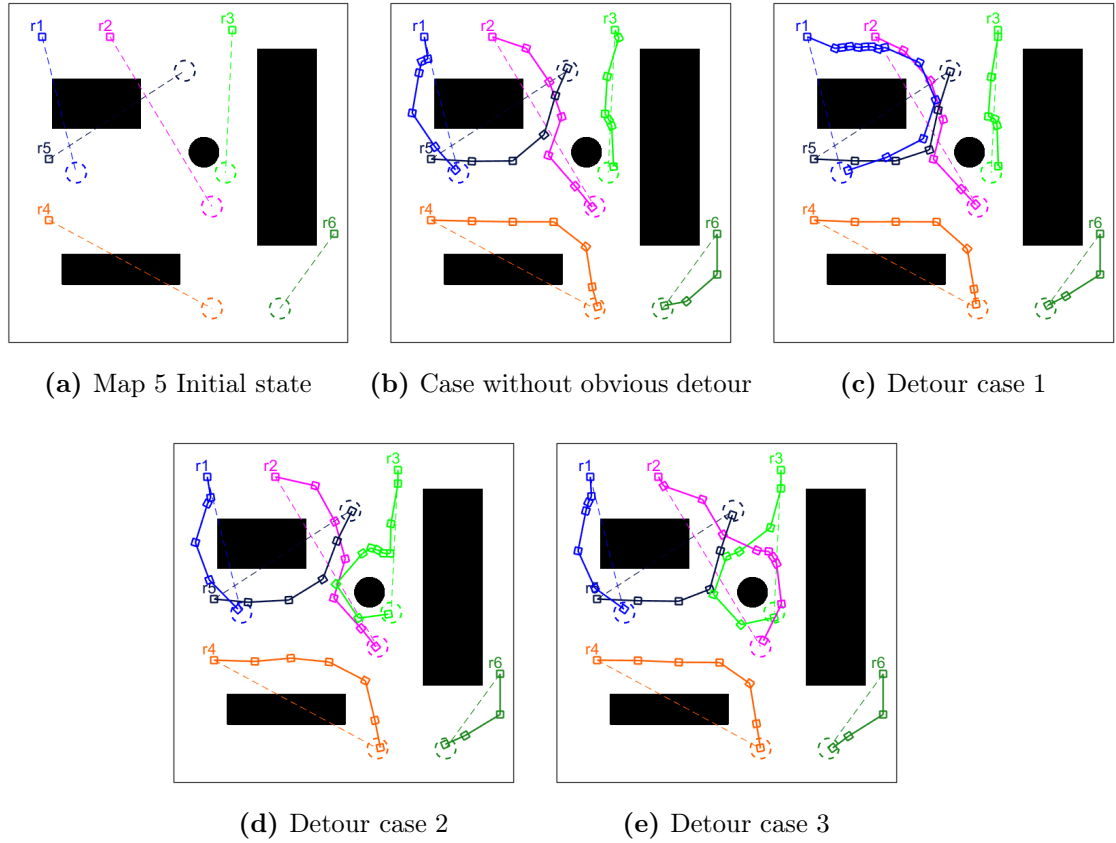 r1 r2 r3
r5
r4
r6
r1 r2 r3
r5
r4
r6
r1 r2 r3
r5
r4
r6
(a) Map 5 Initial state
(b) Case without obvious detour
(c) Detour case 1
r1 r2 r3
r5
r4
r6
r1 r2 r3
r4
r6
(d) Detour case 2
(e) Detour case 3